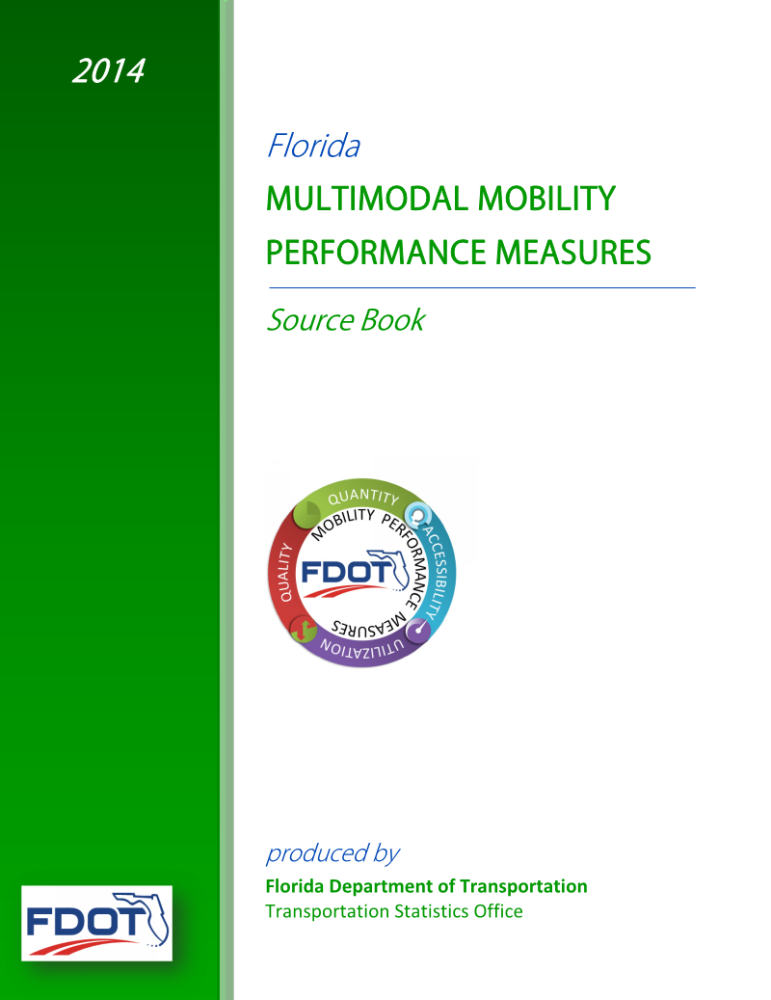 2014
Florida
MULTIMODAL MOBILITY
PERFORMANCE MEASURES
Source Book
QUANTITY
ACCESSIBILITY
UTILIZATION
QUALITY
MOBILITY PERFORMANCE MEASURES
FDOT
produced by
Florida Department of Transportation
Transportation Statistics Office
FDOT